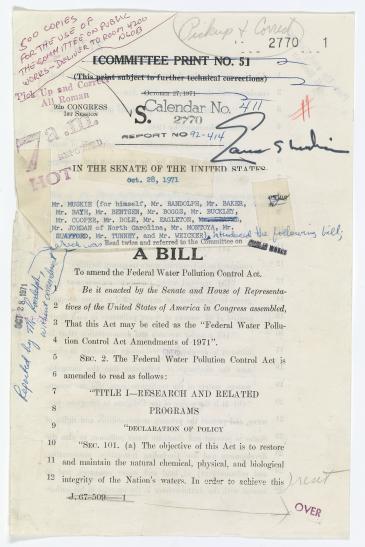 500 COPIES
FOR THE USE OF
THE COMMITTEE ON PUBLIC
WORKS-DELIVER TO ROOM 4200
NSOB
Pickup & Correct
2770 1
[COMMITTEE PRINT NO. 5]
(This print subject to further technical corrections)
October 27, 1971
Pick Up and Correct
All Roman
92D CONGRESS
1ST SESSION
S.
Calendar No. 411
2770
REPORT NO 92-414
7 a.m.
HOT
IN THE SENATE OF THE UNITED STATES
Oct. 28, 1971
Mr. MUSKIE (for himself, Mr. RANDOLPH, Mr. BAKER,
Mr. BAYH, Mr. BENTSEN, Mr. BOGGS, Mr. BUCKLEY,
Mr. COOPER, Mr. DOLE, Mr. EAGLETON,
Mr. JORDAN of North Carolina, Mr. MONTOYA, Mr.
STAFFORD, Mr. TUNNEY, and Mr. WEICKER) introduced the following bill;
which was Read twice and referred to the Committee on PUBLIC WORKS
OCT 28 1971
Reported by Mr Randolph,
without amendment
A BILL
To amend the Federal Water Pollution Control Act.
1 Be it enacted by the Senate and House of Representa-
2 tives of the United States of America in Congress assembled,
3 That this Act may be cited as the "Federal Water Pollu-
4 tion Control Act Amendments of 1971".
5 SEC. 2. The Federal Water Pollution Control Act is
6 amended to read as follows:
7 "TITLE I—RESEARCH AND RELATED
8 PROGRAMS
9 "DECLARATION OF POLICY
10 "SEC. 101. (a) The objective of this Act is to restore
11 and maintain the natural chemical, physical, and biological
12 integrity of the Nation's waters. In order to achieve this
reset
J. 67-509——1
OVER